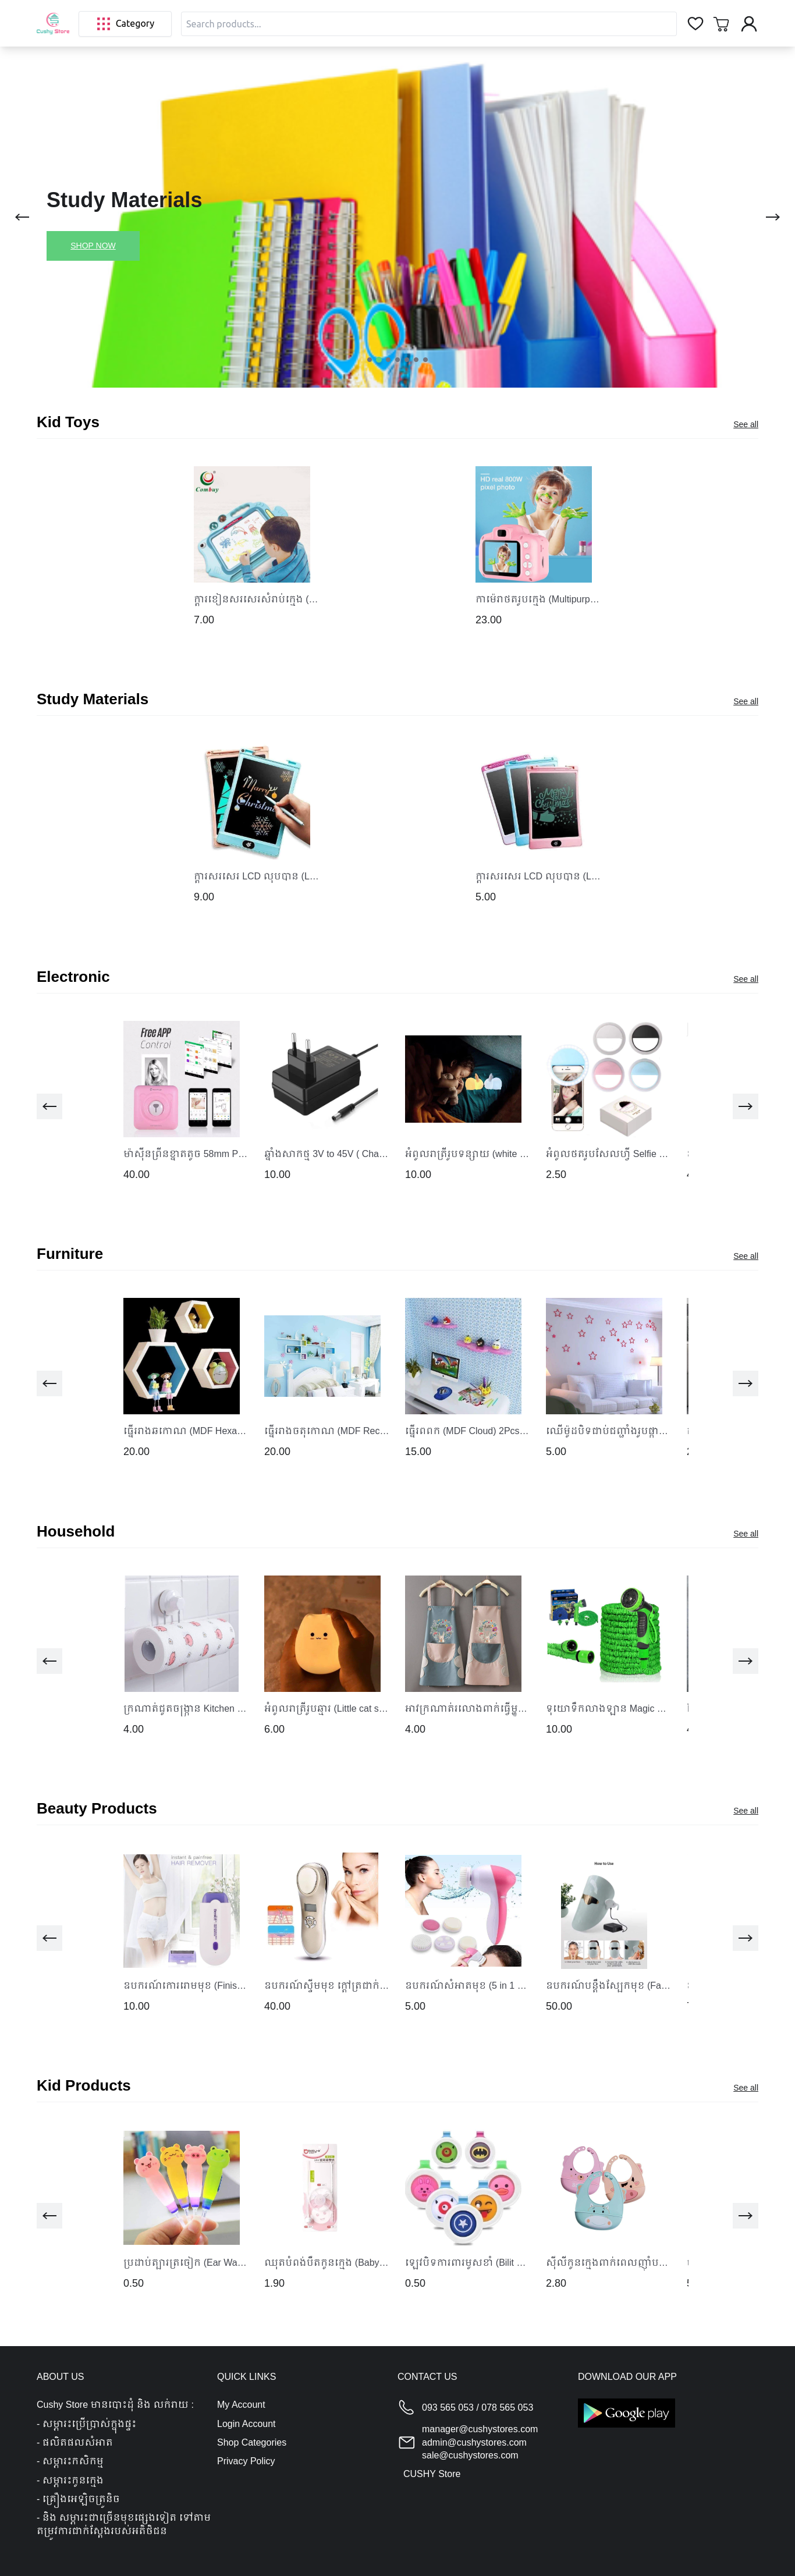 Cushy Store
Category
Search products...
Study Materials
SHOP NOW
Kid Toys
See all
Combuy
HD real 800W
pixel photo
ក្តារខៀនសរសេរសំរាប់ក្មេង (...
កាម៉េរាថតរូបក្មេង (Multipurp...
7.00
23.00
Study Materials
See all
Merry
Christmas
ក្តារសរសេរ LCD លុបបាន (L...
ក្តារសរសេរ LCD លុបបាន (L...
9.00
5.00
Electronic
See all
Free APP
Control
ម៉ាស៊ីនព្រីនខ្នាតតូច 58mm P...
ឆ្នាំងសាកថ្ម 3V to 45V ( Cha...
អំពូលរាត្រីរូបទន្សាយ (white ...
អំពូលថតរូបសែលហ្វី Selfie ...
40.00
10.00
10.00
2.50
Furniture
See all
ធ្នើររាងឆកោណ (MDF Hexa...
ធ្នើររាងចតុកោណ (MDF Rec...
ធ្នើរពពក (MDF Cloud) 2Pcs...
ឈើម៉ូដបិទជាប់ជញ្ជាំងរូបផ្កា...
20.00
20.00
15.00
5.00
Household
See all
ក្រណាត់ជូតចង្ក្រាន Kitchen ...
អំពូលរាត្រីរូបឆ្មារ (Little cat s...
អាវក្រណាត់រលោងពាក់ធ្វើម្ហូ...
ទុយោទឹកលាងឡាន Magic ...
4.00
6.00
4.00
10.00
Beauty Products
See all
instant & painfree
HAIR REMOVER
How to Use
ឧបករណ៍កោររោមមុខ (Finis...
ឧបករណ៍ស្ទីមមុខ ក្តៅត្រជាក់...
ឧបករណ៍សំអាតមុខ (5 in 1 ...
ឧបករណ៍បន្តឹងស្បែកមុខ (Fa...
10.00
40.00
5.00
50.00
Kid Products
See all
ប្រដាប់ត្បារត្រចៀក (Ear Wa...
ឈុតបំពង់បឺតកូនក្មេង (Baby...
ឡេវបិទការពារមូសខាំ (Bilit ...
ស៊ីលីកូនក្មេងពាក់ពេលញ៉ាំប...
0.50
1.90
0.50
2.80
ABOUT US
Cushy Store មានបោះដុំ និង លក់រាយ :
- សម្ភារះប្រើប្រាស់ក្នុងផ្ទះ
- ផលិតផលសំអាត
- សម្ភារះកសិកម្ម
- សម្ភារះកូនក្មេង
- គ្រឿងអេឡិចត្រូនិច
- និង សម្ភារះជាច្រើនមុខផ្សេងទៀត ទៅតាម
តម្រូវការជាក់ស្តែងរបស់អតិថិជន
QUICK LINKS
My Account
Login Account
Shop Categories
Privacy Policy
CONTACT US
093 565 053 / 078 565 053
manager@cushystores.com
admin@cushystores.com
sale@cushystores.com
CUSHY Store
DOWNLOAD OUR APP
Google play